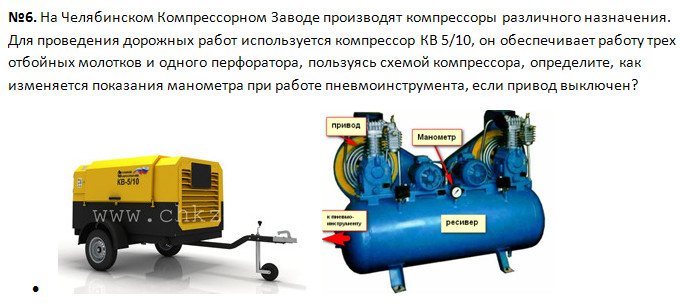 №6. На Челябинском Компрессорном Заводе производят компрессоры различного назначения.
Для проведения дорожных работ используется компрессор КВ 5/10, он обеспечивает работу трех
отбойных молотков и одного перфоратора, пользуясь схемой компрессора, определите, как
изменяется показания манометра при работе пневмоинструмента, если привод выключен?
привод
Манометр
КВ-5/10
www.chkz
ресивер
к пневмо-
инструменту